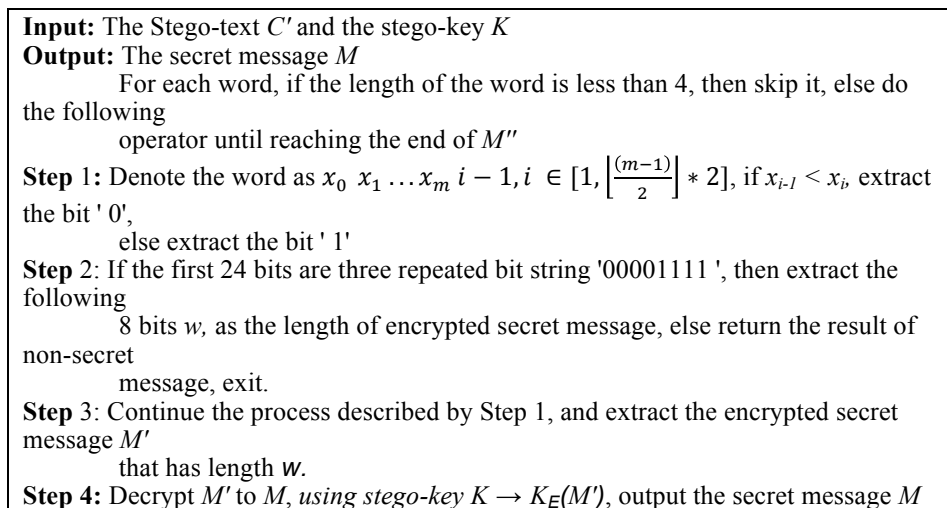 Input: The Stego-text C′ and the stego-key K
Output: The secret message M
For each word, if the length of the word is less than 4, then skip it, else do
the following
operator until reaching the end of M′′
Step 1: Denote the word as x₀ x₁ …xₘ i − 1, i ∈ [1, ⌊(m−1)/2⌋ ∗ 2], if xᵢ₋₁ < xᵢ, extract
the bit ' 0',
else extract the bit ' 1'
Step 2: If the first 24 bits are three repeated bit string '00001111 ', then extract the
following
8 bits w, as the length of encrypted secret message, else return the result of
non-secret
message, exit.
Step 3: Continue the process described by Step 1, and extract the encrypted secret
message M′
that has length w.
Step 4: Decrypt M′ to M, using stego-key K → K_E(M′), output the secret message M